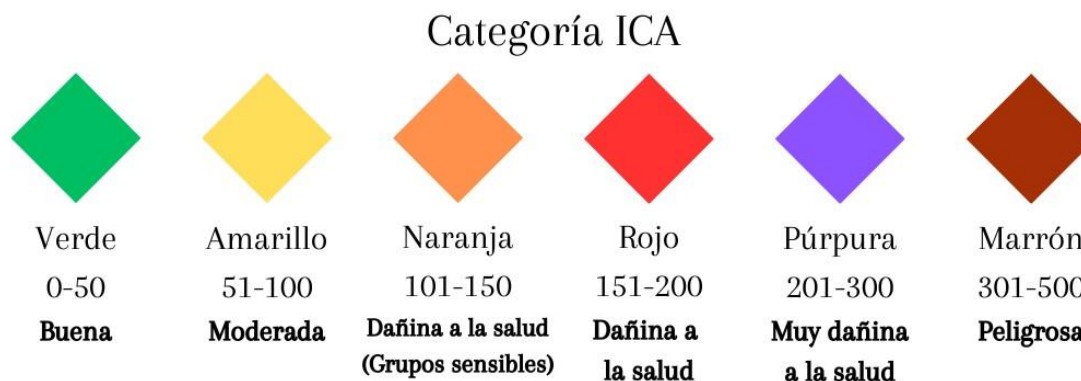 Categoría ICA
Verde
0-50
Buena
Amarillo
51-100
Moderada
Naranja
101-150
Dañina a la salud
(Grupos sensibles)
Rojo
151-200
Dañina a
la salud
Púrpura
201-300
Muy dañina
a la salud
Marrón
301-500
Peligrosa